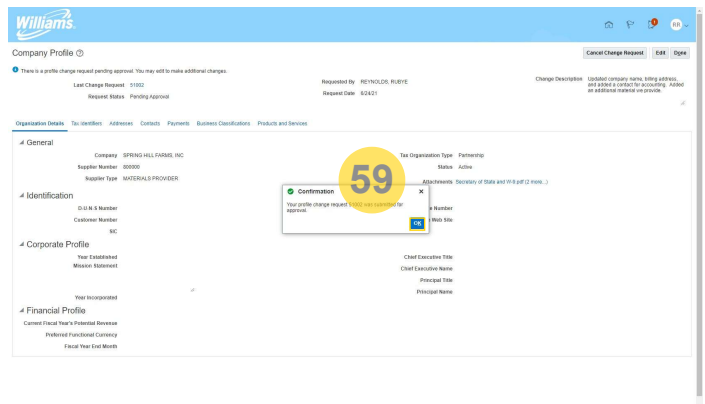 Williams.
RR
Company Profile
Cancel Change Request Edit Done
There is a profile change request pending approval. You may edit to make additional changes.
Last Change Request 51002
Request Status Pending Approval
Requested By REYNOLDS, RUBYE
Request Date 6/24/21
Change Description Updated company name, billing address,
and added a contact for accounting. Added
an additional material we provide.
Organization Details Tax Identifiers Addresses Contacts Payments Business Classifications Products and Services
General
Company SPRING HILL FARMS, INC
Supplier Number
Supplier Type MATERIALS PROVIDER
Tax Organization Type Partnership
Status Active
Attachments Secretary of State and W-9.pdf (2 more...)
59
Confirmation
Your profile change request 51002 was submitted for
approval.
OK
Identification
D-U-N-S Number
Customer Number
SIC
e Number
Web Site
Corporate Profile
Year Established
Mission Statement
Year Incorporated
Chief Executive Title
Chief Executive Name
Principal Title
Principal Name
Financial Profile
Current Fiscal Year's Potential Revenue
Preferred Functional Currency
Fiscal Year End Month